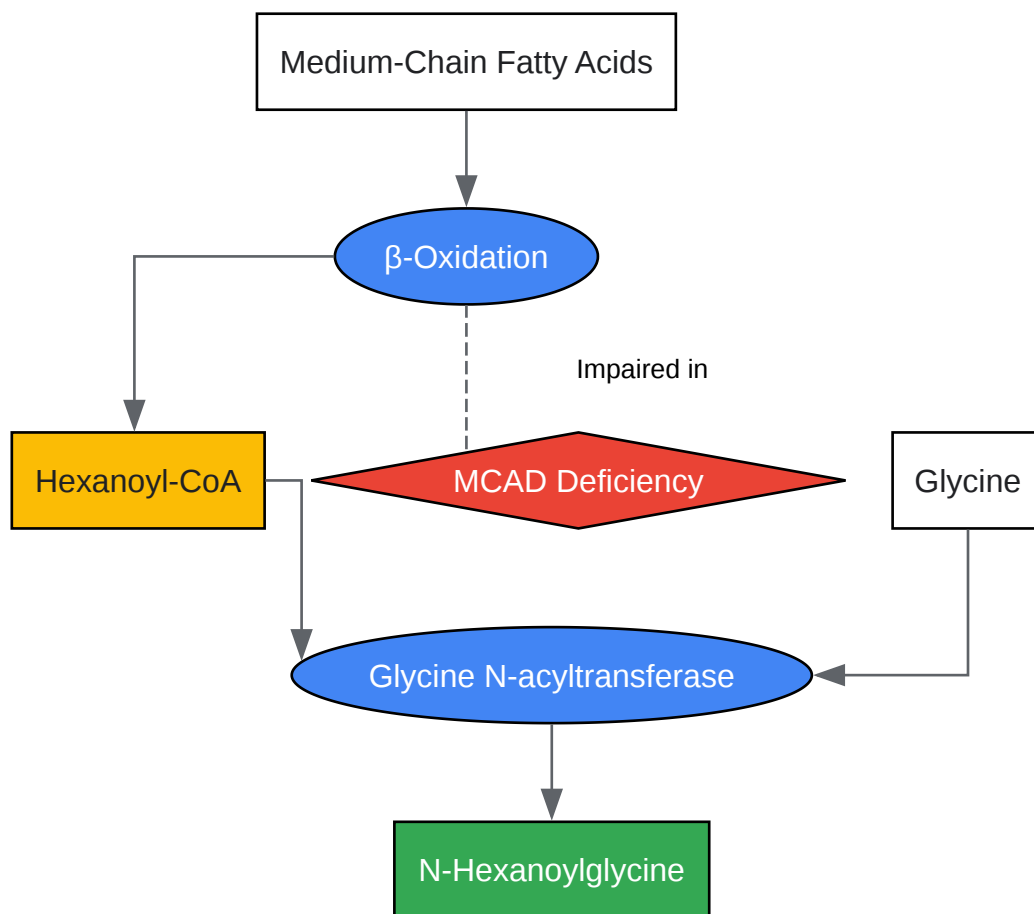 Medium-Chain Fatty Acids
β-Oxidation
Impaired in
Hexanoyl-CoA
MCAD Deficiency
Glycine
Glycine N-acyltransferase
N-Hexanoylglycine